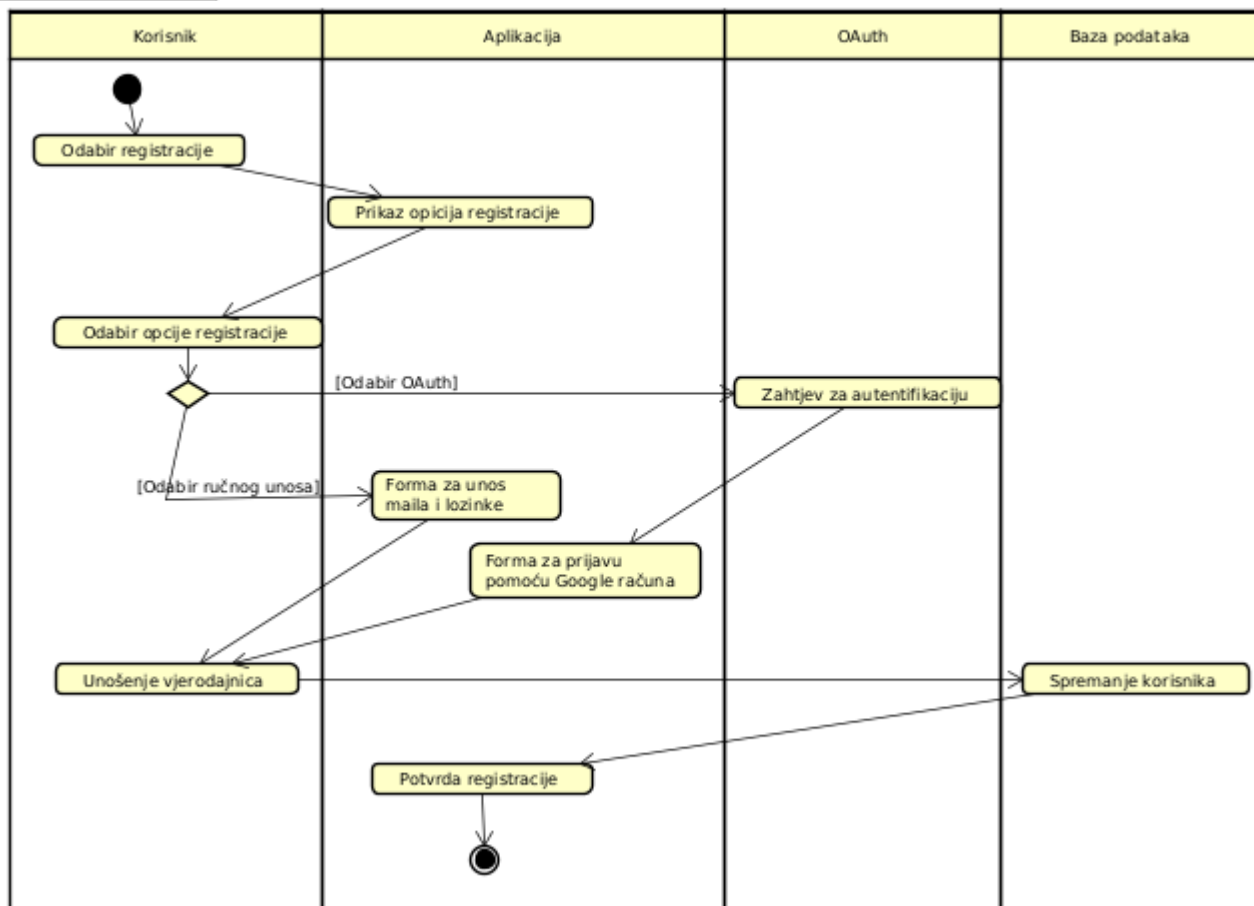 Korisnik
Aplikacija
OAuth
Baza podataka
Odabir registracije
Prikaz opicija registracije
Odabir opcije registracije
[Odabir OAuth]
Zahtjev za autentifikaciju
[Odabir ručnog unosa]
Forma za unos
maila i lozinke
Forma za prijavu
pomoću Google računa
Unošenje vjerodajnica
Spremanje korisnika
Potvrda registracije